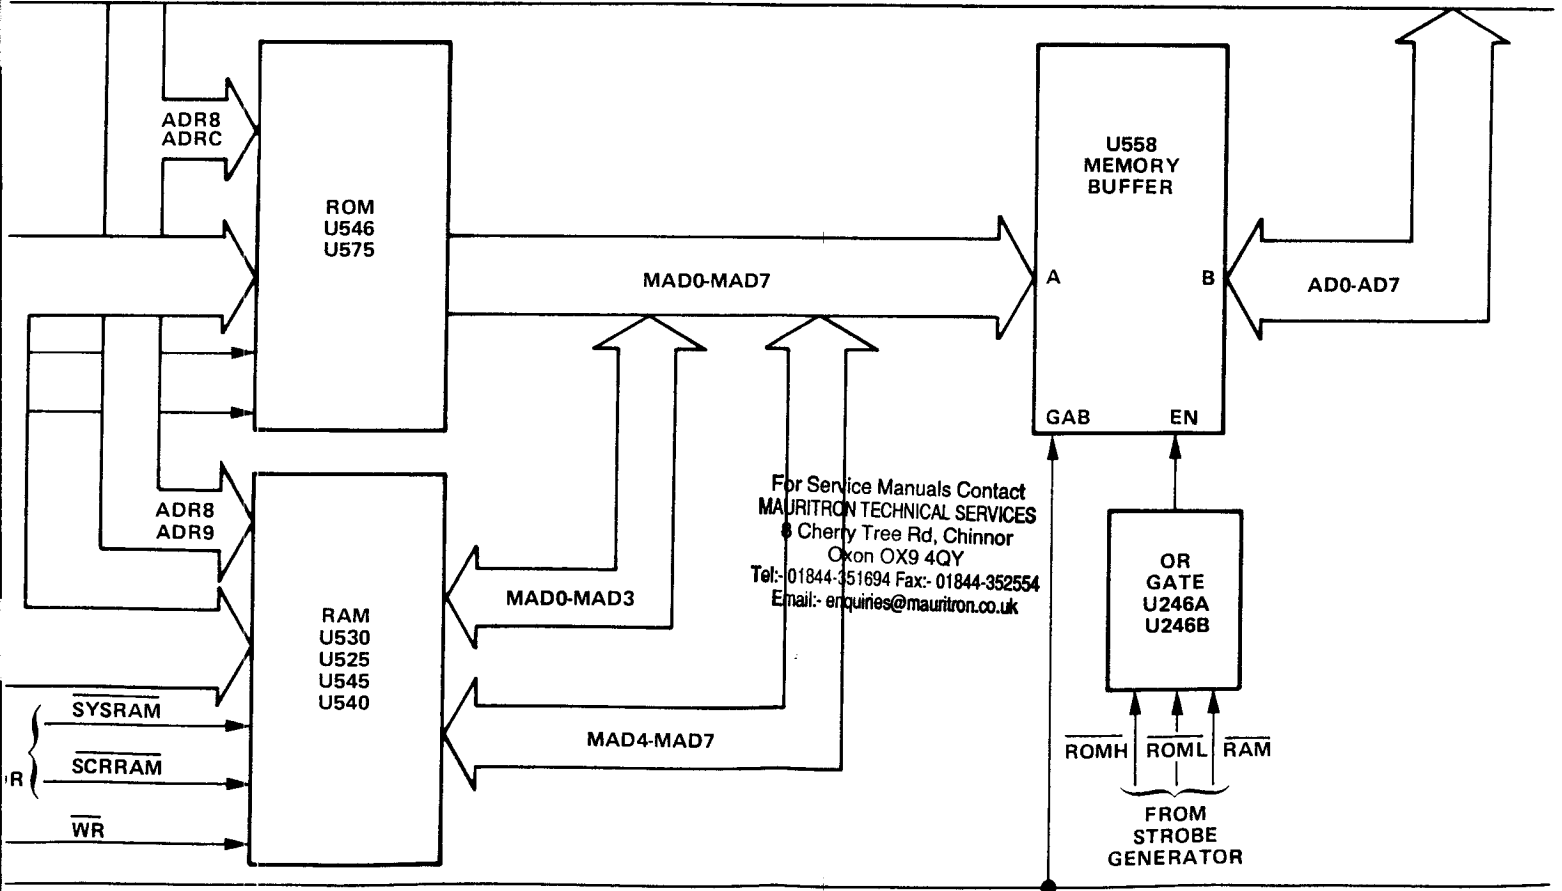 ADR8
ADRC
ROM
U546
U575
U558
MEMORY
BUFFER
MAD0-MAD7
A
B
AD0-AD7
GAB
EN
ADR8
ADR9
For Service Manuals Contact
MAURITRON TECHNICAL SERVICES
8 Cherry Tree Rd, Chinnor
Oxon OX9 4QY
Tel:- 01844-351694 Fax:- 01844-352554
Email:- enquiries@mauritron.co.uk
OR
GATE
U246A
U246B
MAD0-MAD3
RAM
U530
U525
U545
U540
SYSRAM
MAD4-MAD7
ROMH
ROML
RAM
SCRRAM
R
WR
FROM
STROBE
GENERATOR